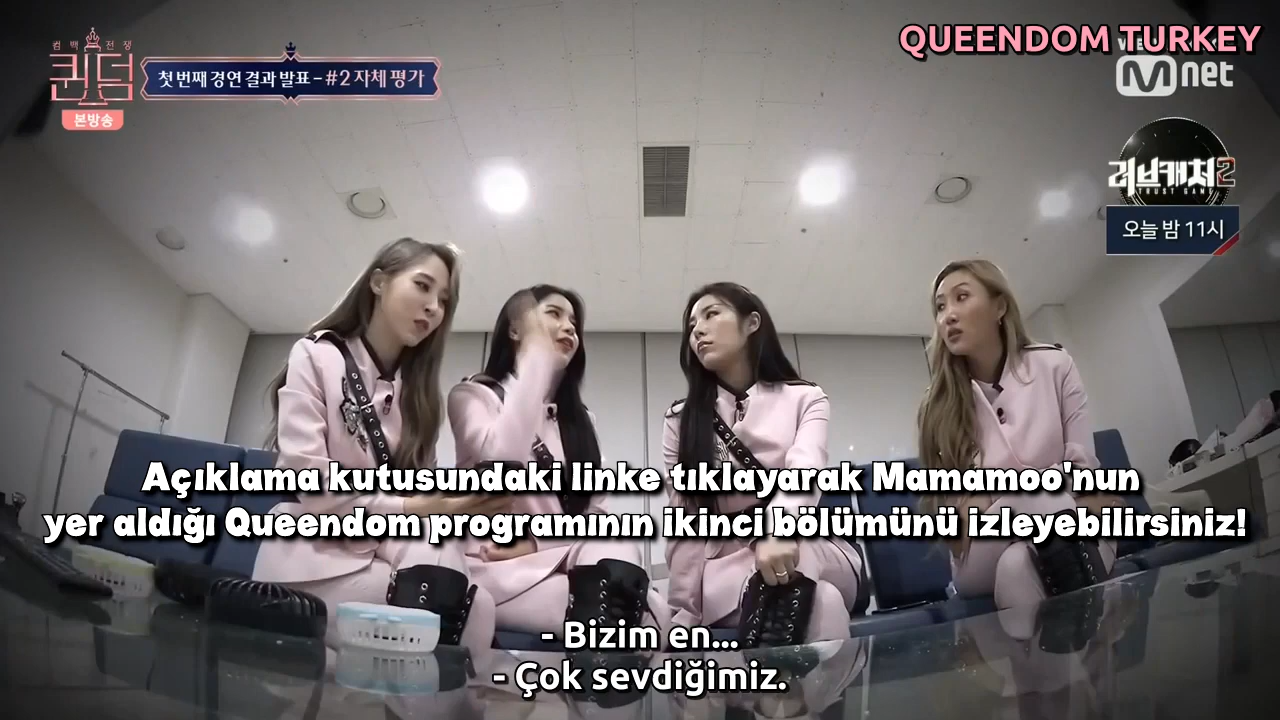 QUEENDOM TURKEY
컴백전쟁
퀸덤
본방송
첫 번째 경연 결과 발표 - #2 자체 평가
Mnet
러브캐처2
TRUST GAME
오늘 밤 11시
Açıklama kutusundaki linke tıklayarak Mamamoo'nun
yer aldığı Queendom programının ikinci bölümünü izleyebilirsiniz!
- Bizim en...
- Çok sevdiğimiz.